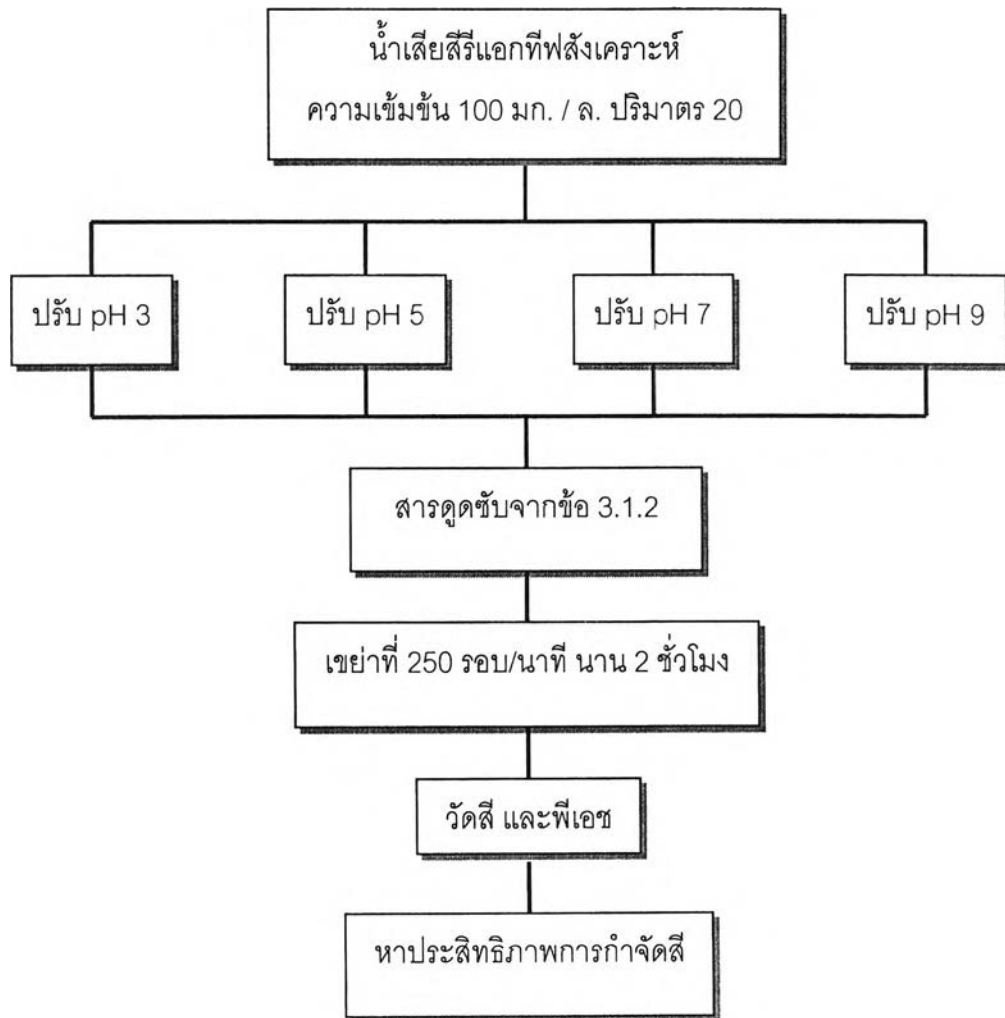 น้ำเสียสีรีแอกทีฟสังเคราะห์
ความเข้มข้น 100 มก. / ล. ปริมาตร 20
ปรับ pH 3
ปรับ pH 5
ปรับ pH 7
ปรับ pH 9
สารดูดซับจากข้อ 3.1.2
เขย่าที่ 250 รอบ/นาที นาน 2 ชั่วโมง
วัดสี และพีเอช
หาประสิทธิภาพการกำจัดสี